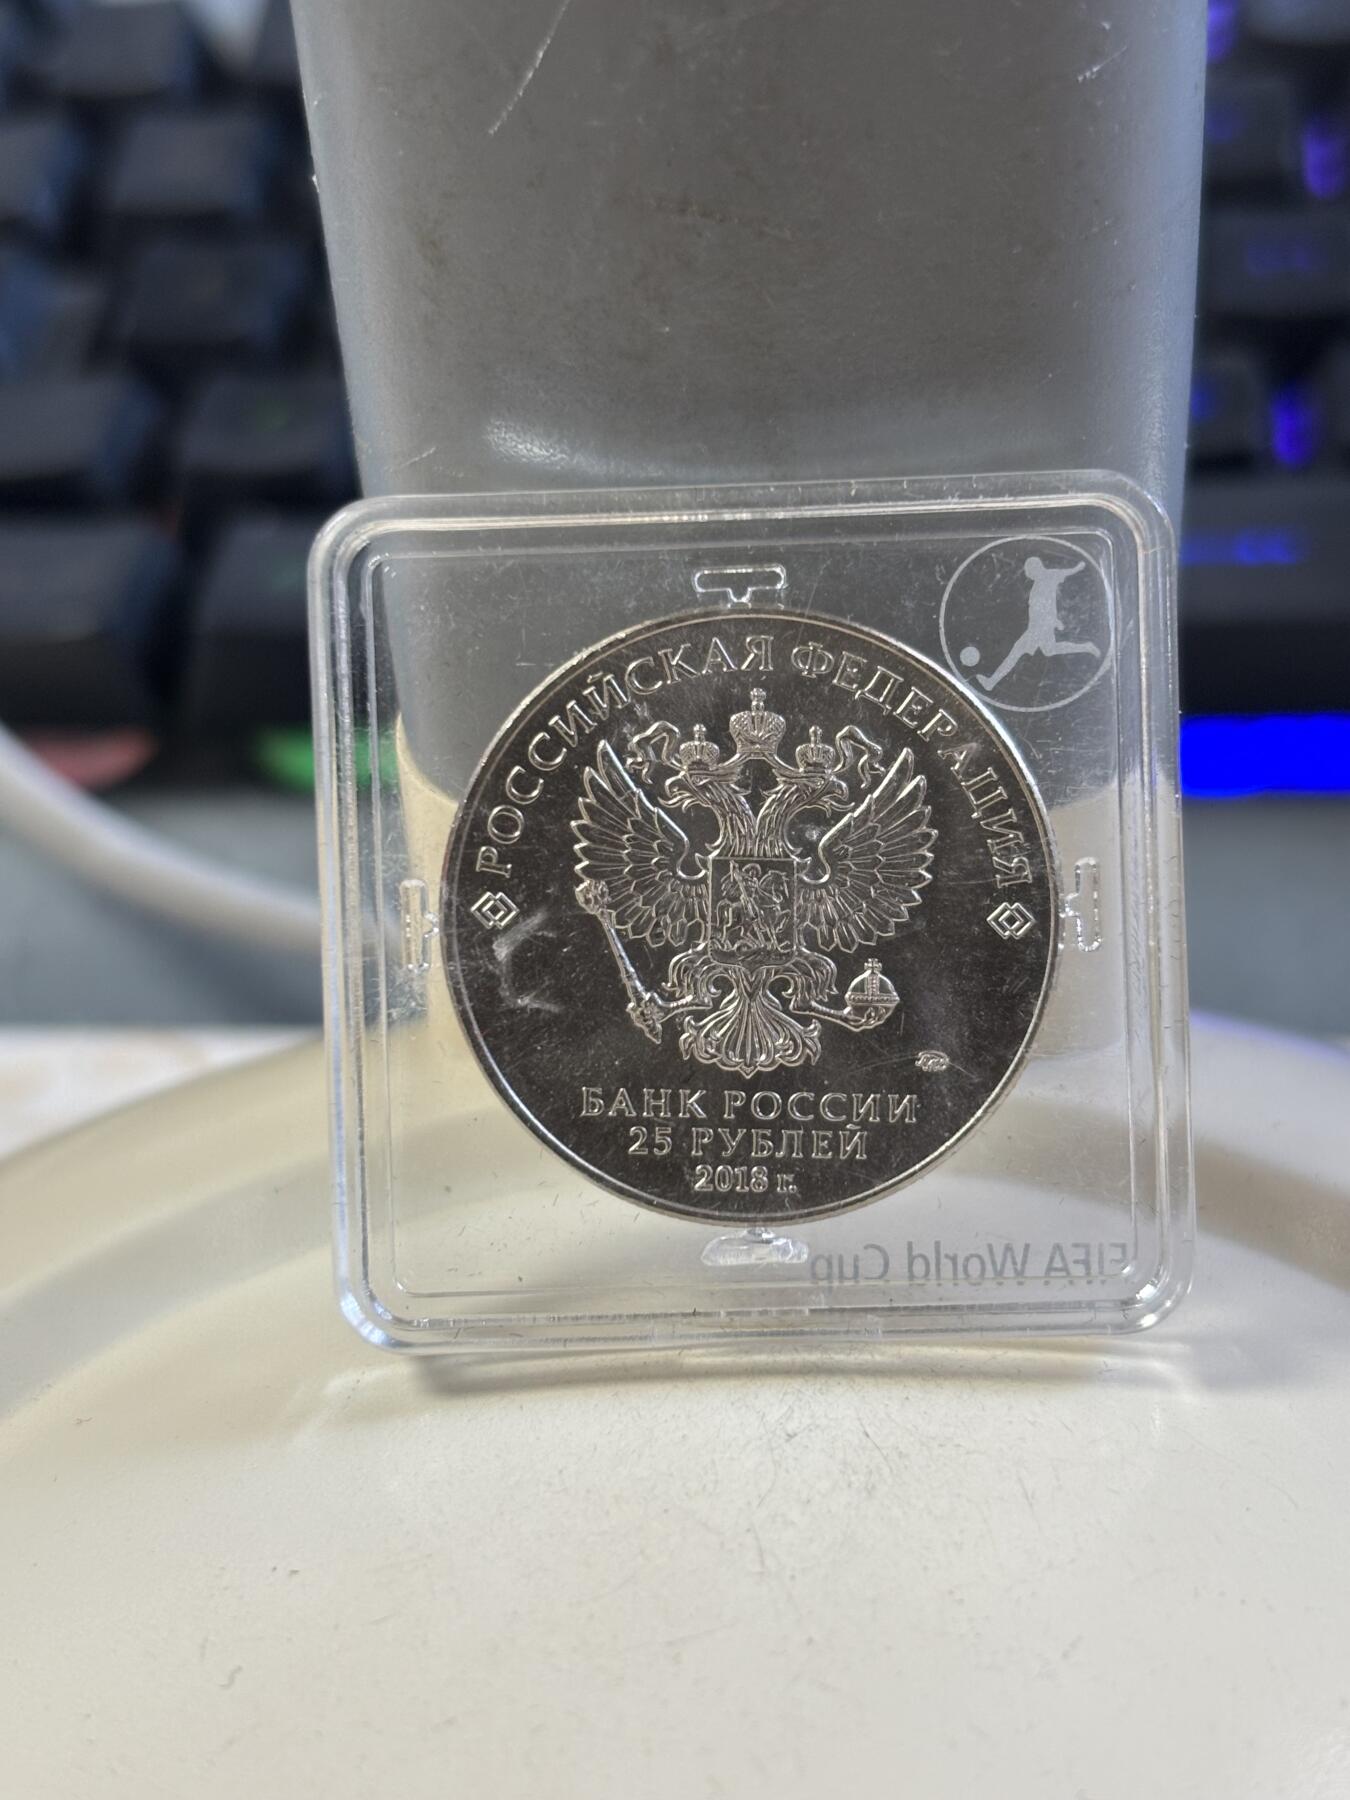 РОССИЙСКАЯ ФЕДЕРАЦИЯ
БАНК РОССИИ
25 РУБЛЕЙ
2018 г.
FIFA World Cup